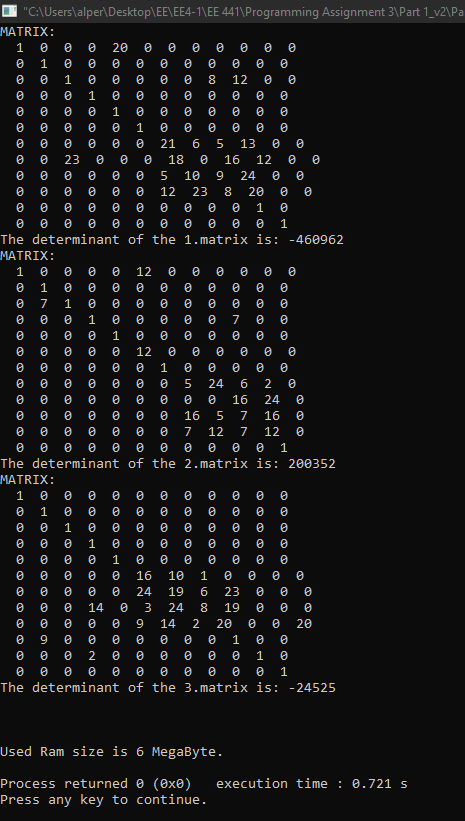 "C:\Users\alper\Desktop\EE\EE4-1\EE 441\Programming Assignment 3\Part 1_v2\Pa
MATRIX:
1 0 0 0 20 0 0 0 0 0 0 0
0 1 0 0 0 0 0 0 0 0 0 0
0 0 1 0 0 0 0 0 8 12 0 0
0 0 0 1 0 0 0 0 0 0 0 0
0 0 0 0 1 0 0 0 0 0 0 0
0 0 0 0 0 1 0 0 0 0 0 0
0 0 0 0 0 0 21 6 5 13 0 0
0 0 23 0 0 0 18 0 16 12 0 0
0 0 0 0 0 0 5 10 9 24 0 0
0 0 0 0 0 0 12 23 8 20 0 0
0 0 0 0 0 0 0 0 0 0 1 0
0 0 0 0 0 0 0 0 0 0 0 1
The determinant of the 1.matrix is: -460962
MATRIX:
1 0 0 0 0 12 0 0 0 0 0 0
0 1 0 0 0 0 0 0 0 0 0 0
0 7 1 0 0 0 0 0 0 0 0 0
0 0 0 1 0 0 0 0 0 7 0 0
0 0 0 0 1 0 0 0 0 0 0 0
0 0 0 0 0 12 0 0 0 0 0 0
0 0 0 0 0 0 1 0 0 0 0 0
0 0 0 0 0 0 0 5 24 6 2 0
0 0 0 0 0 0 0 0 0 16 24 0
0 0 0 0 0 0 0 16 5 7 16 0
0 0 0 0 0 0 0 7 12 7 12 0
0 0 0 0 0 0 0 0 0 0 0 1
The determinant of the 2.matrix is: 200352
MATRIX:
1 0 0 0 0 0 0 0 0 0 0 0
0 1 0 0 0 0 0 0 0 0 0 0
0 0 1 0 0 0 0 0 0 0 0 0
0 0 0 1 0 0 0 0 0 0 0 0
0 0 0 0 1 0 0 0 0 0 0 0
0 0 0 0 0 16 10 1 0 0 0 0
0 0 0 0 0 24 19 6 23 0 0 0
0 0 0 14 0 3 24 8 19 0 0 0
0 0 0 0 0 9 14 2 20 0 0 20
0 9 0 0 0 0 0 0 0 1 0 0
0 0 0 2 0 0 0 0 0 0 1 0
0 0 0 0 0 0 0 0 0 0 0 1
The determinant of the 3.matrix is: -24525
Used Ram size is 6 MegaByte.
Process returned 0 (0x0) execution time : 0.721 s
Press any key to continue.